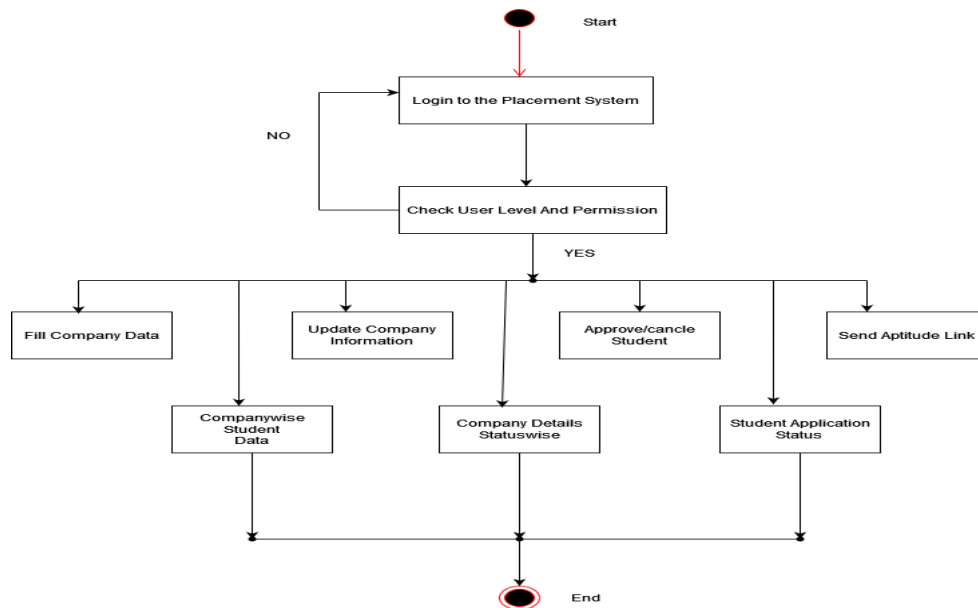 Start
Login to the Placement System
NO
Check User Level And Permission
YES
Fill Company Data
Update Company
Information
Approve/cancle
Student
Send Aptitude Link
Companywise
Student
Data
Company Details
Statuswise
Student Application
Status
End